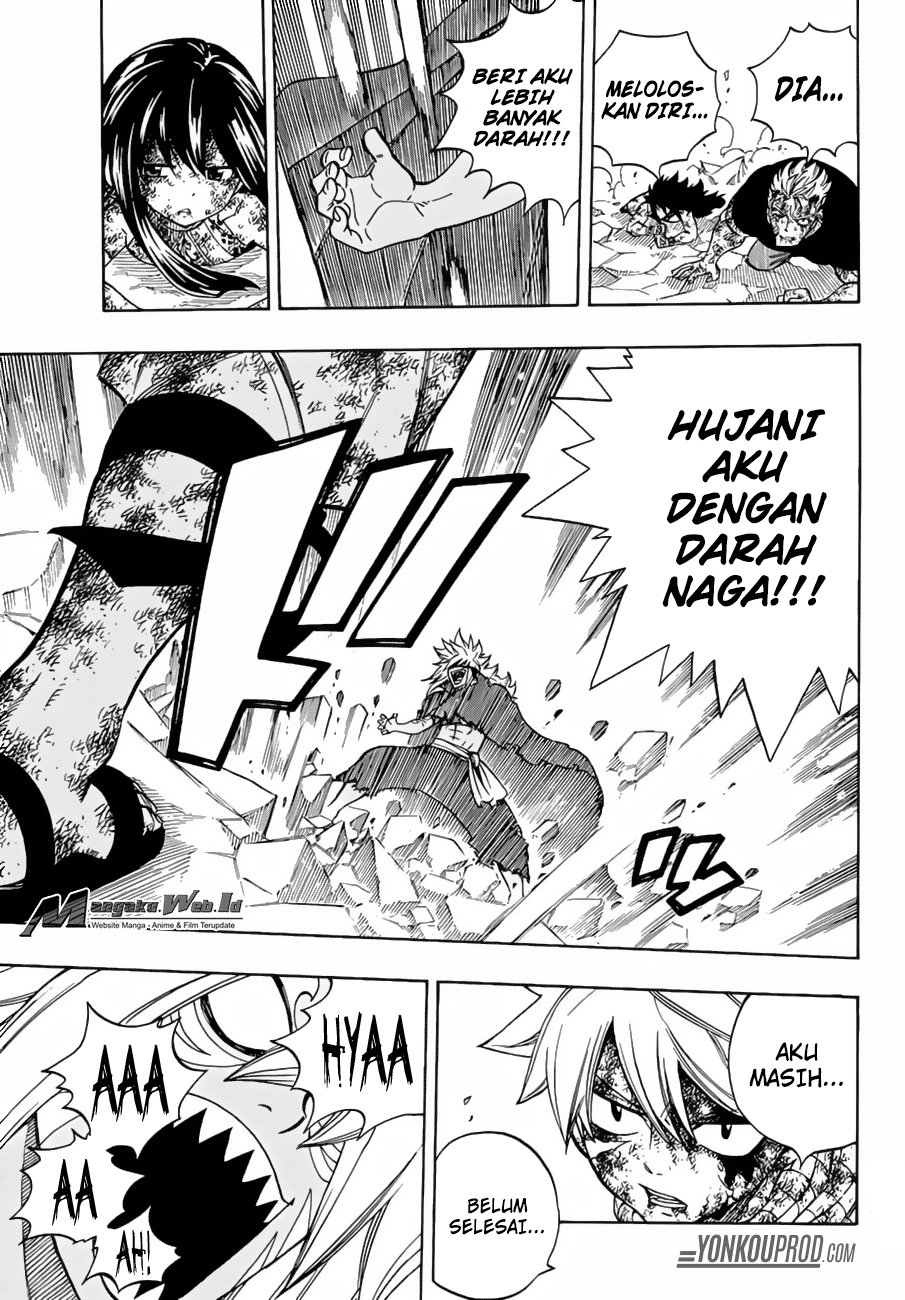 DIA...
MELOLOS-
KAN DIRI...
BERI AKU
LEBIH
BANYAK
DARAH!!!
HUJANI
AKU
DENGAN
DARAH
NAGA!!!
ド!!
Mangaku.Web.Id
Website Manga - Anime & Film Terupdate
AKU
MASIH...
BELUM
SELESAI...
HYAA
AAA
AA
AH!
=YONKOUPROD.COM